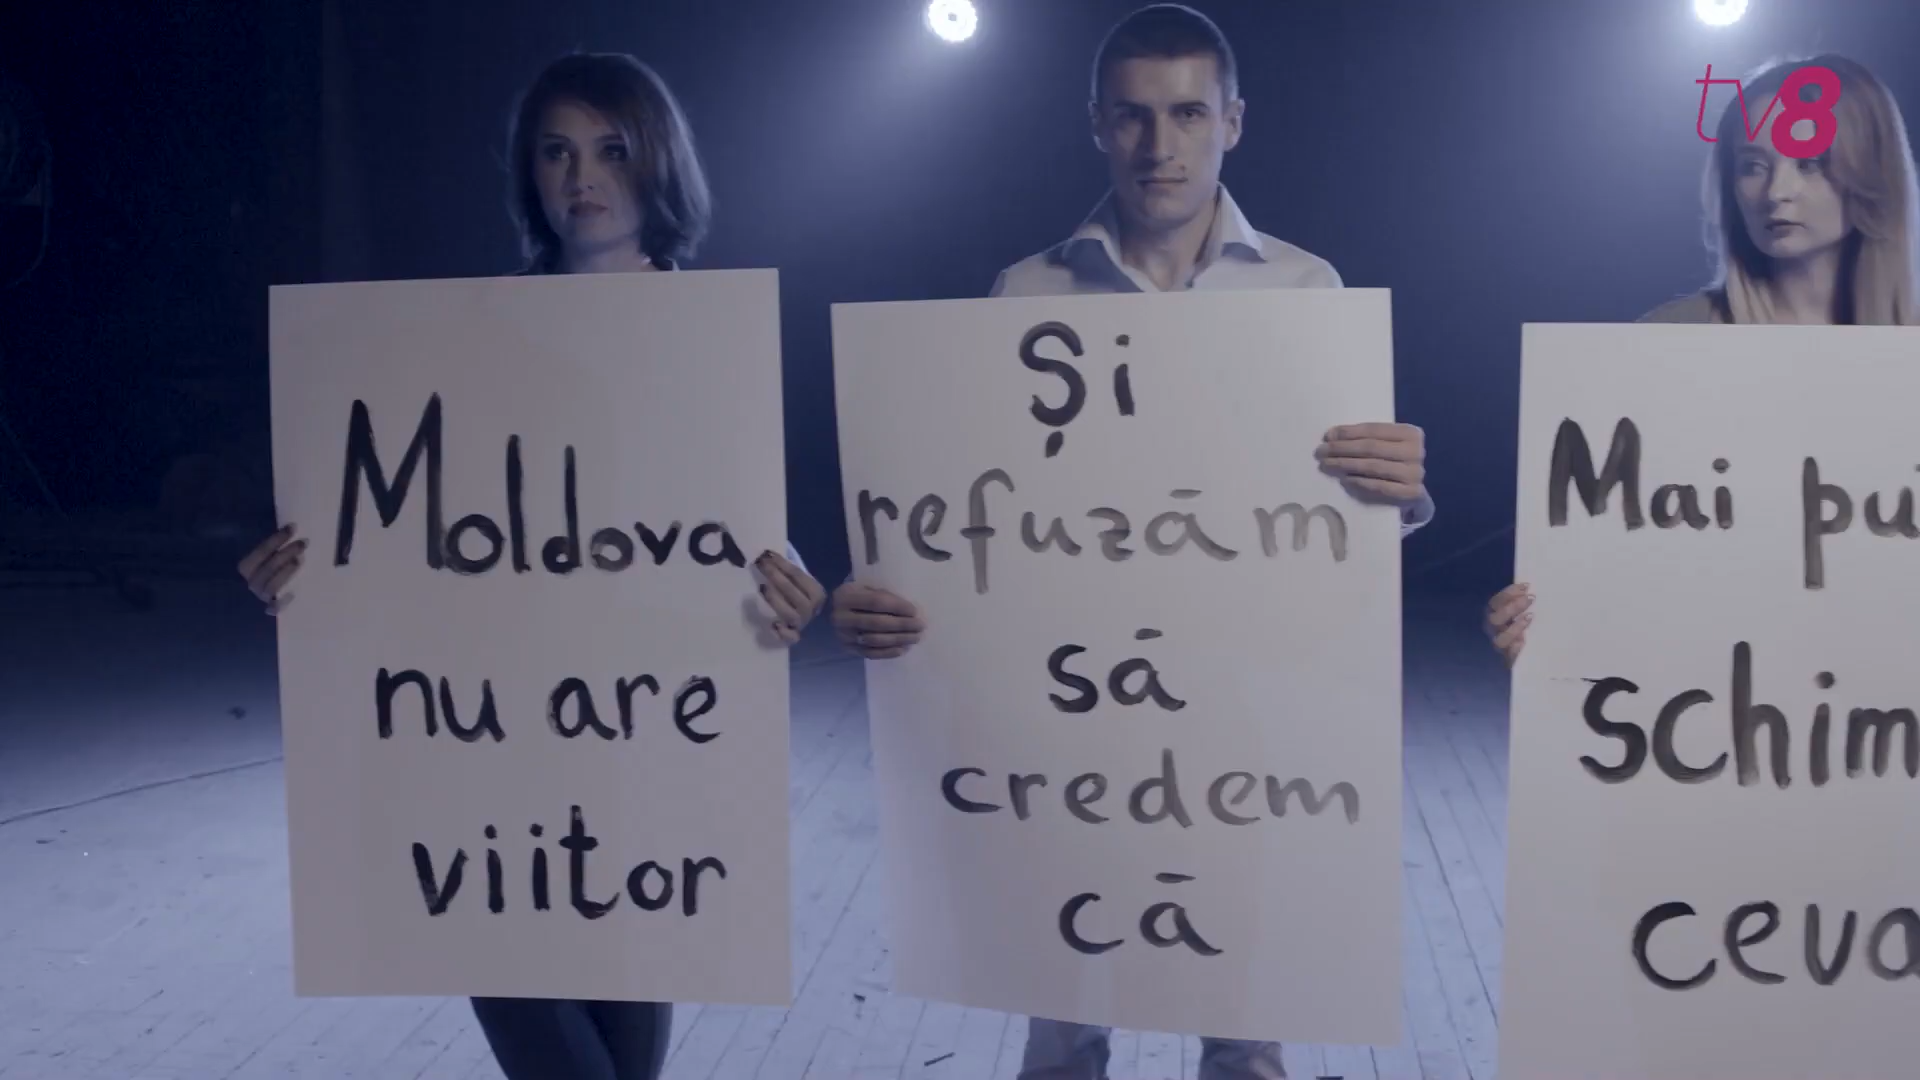 tv8
Moldova
nu are
viitor
Și
refuzăm
să
credem
că
Mai
ceva